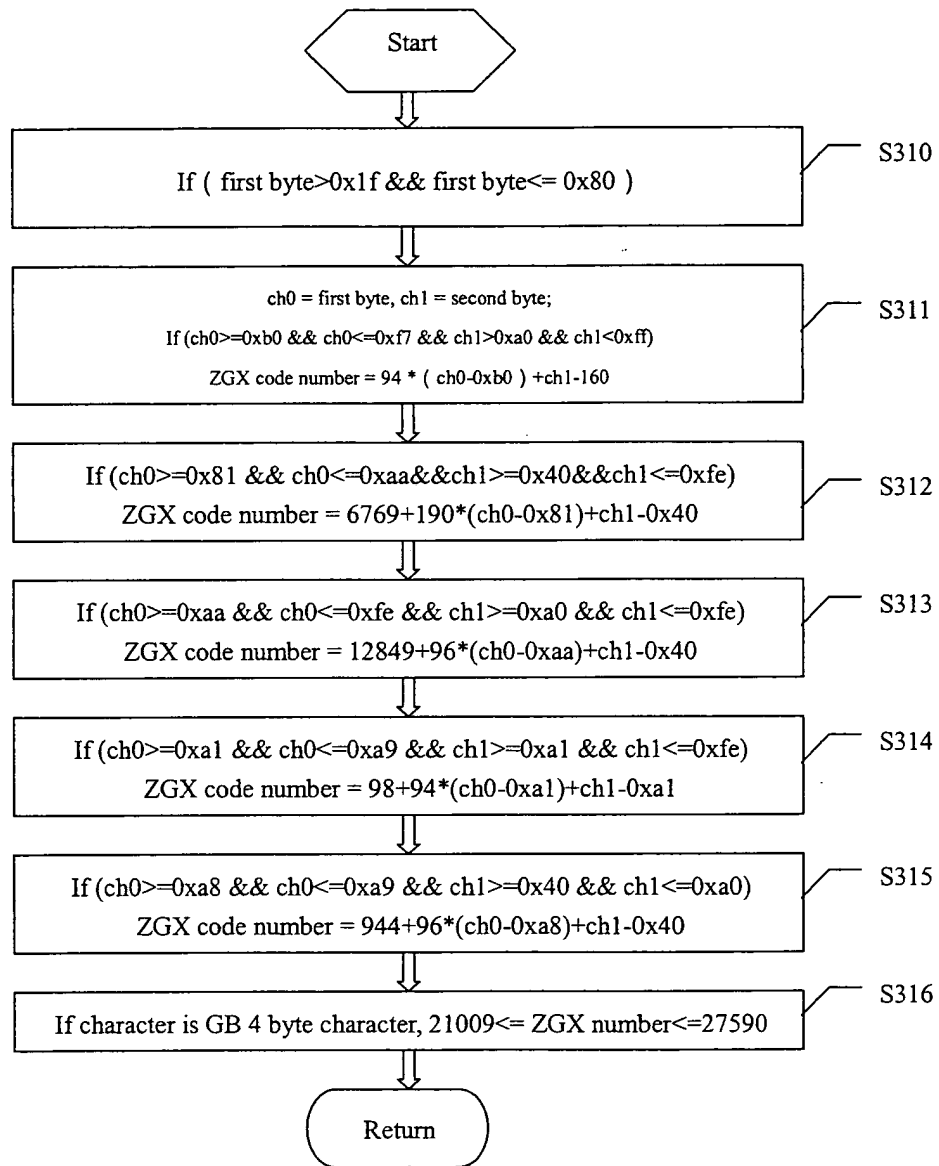 Start
If ( first byte>0x1f && first byte<= 0x80 )
S310
ch0 = first byte, ch1 = second byte;
If (ch0>=0xb0 && ch0<=0xf7 && ch1>0xa0 && ch1<0xff)
ZGX code number = 94 * ( ch0-0xb0 ) +ch1-160
S311
If (ch0>=0x81 && ch0<=0xaa&&ch1>=0x40&&ch1<=0xfe)
ZGX code number = 6769+190*(ch0-0x81)+ch1-0x40
S312
If (ch0>=0xaa && ch0<=0xfe && ch1>=0xa0 && ch1<=0xfe)
ZGX code number = 12849+96*(ch0-0xaa)+ch1-0x40
S313
If (ch0>=0xa1 && ch0<=0xa9 && ch1>=0xa1 && ch1<=0xfe)
ZGX code number = 98+94*(ch0-0xa1)+ch1-0xa1
S314
If (ch0>=0xa8 && ch0<=0xa9 && ch1>=0x40 && ch1<=0xa0)
ZGX code number = 944+96*(ch0-0xa8)+ch1-0x40
S315
If character is GB 4 byte character, 21009<= ZGX number<=27590
S316
Return